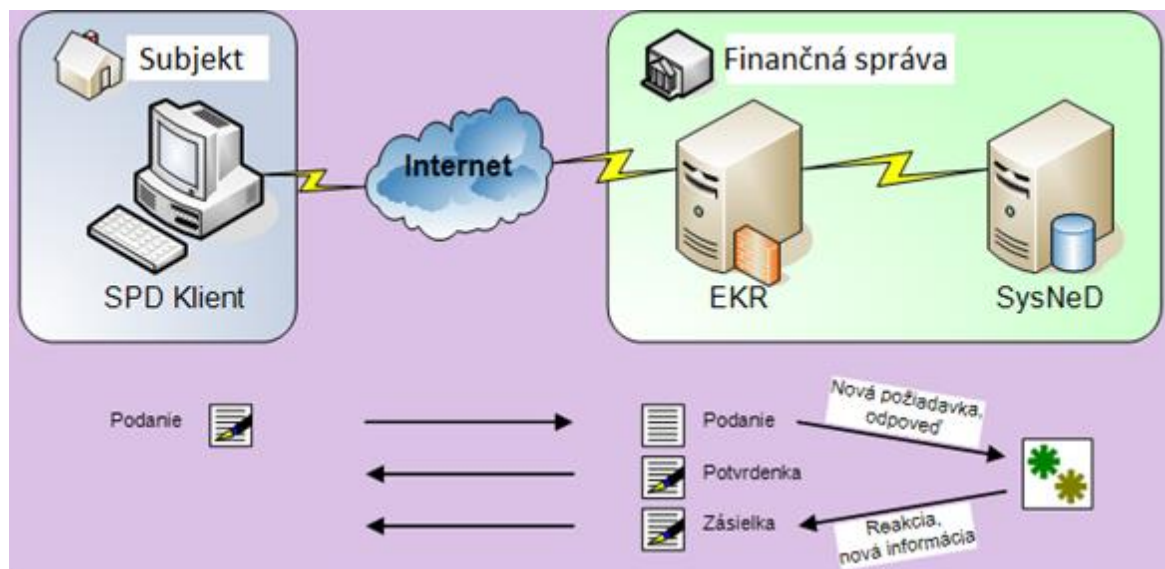 Subjekt
Finančná správa
Internet
SPD Klient
EKR
SysNeD
Podanie
Podanie
Nová požiadavka,
odpoveď
Potvrdenka
Zásielka
Reakcia,
nová informácia